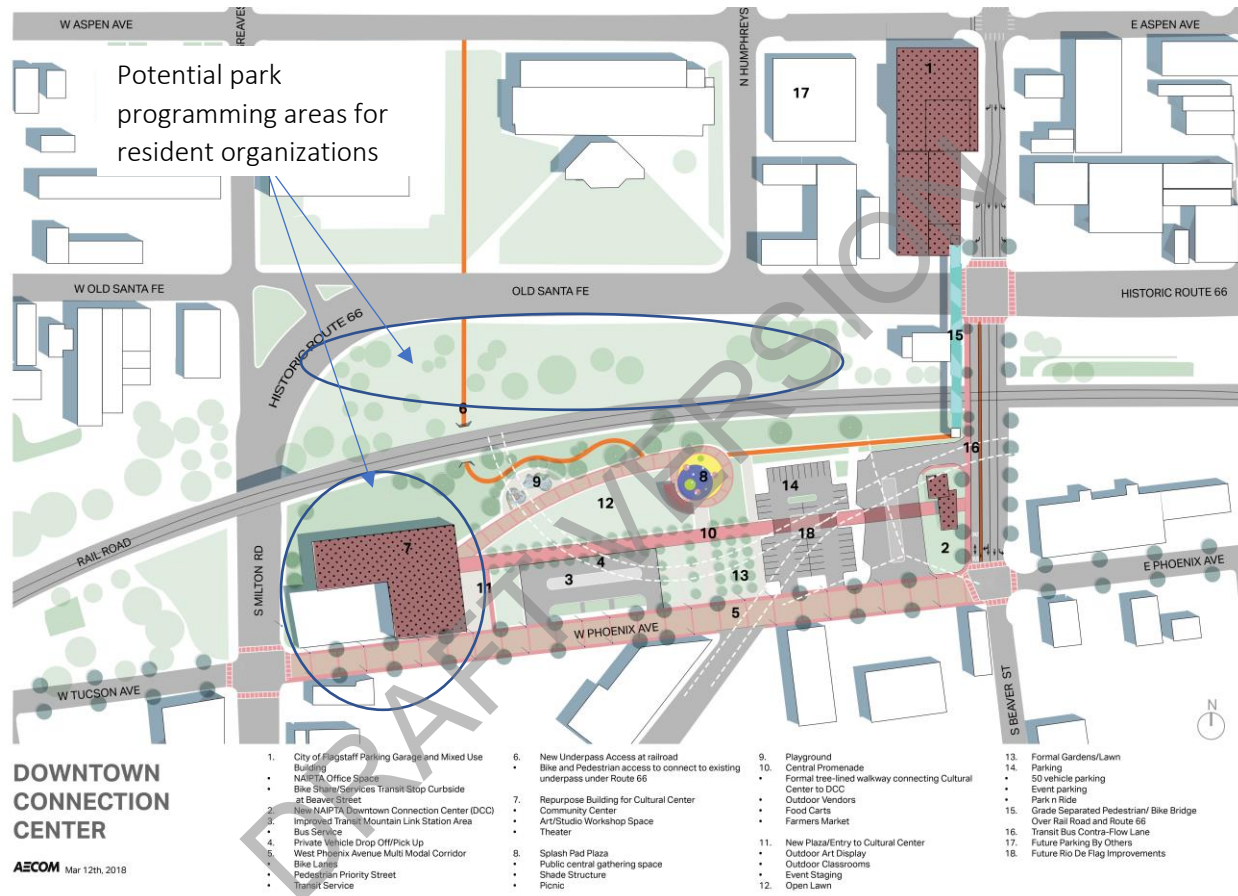 W ASPEN AVE
REAVES
N HUMPHREYS
E ASPEN AVE
Potential park
programming areas for
resident organizations
1
17
W OLD SANTA FE
OLD SANTA FE
HISTORIC ROUTE 66
HISTORIC ROUTE 66
15
6
16
8
9
14
12
10
18
RAIL ROAD
S MILTON RD
7
4
3
11
13
2
5
E PHOENIX AVE
W PHOENIX AVE
W TUCSON AVE
S BEAVER ST
N
DRAFT VERSION
DOWNTOWN
CONNECTION
CENTER
AECOM Mar 12th, 2018
1. City of Flagstaff Parking Garage and Mixed Use
Building
• NAIPTA Office Space
• Bike Share/Services Transit Stop Curbside
at Beaver Street
2. New NAIPTA Downtown Connection Center (DCC)
3. Improved Transit Mountain Link Station Area
• Bus Service
4. Private Vehicle Drop Off/Pick Up
5. West Phoenix Avenue Multi Modal Corridor
• Bike Lanes
• Pedestrian Priority Street
• Transit Service
6. New Underpass Access at railroad
• Bike and Pedestrian access to connect to existing
underpass under Route 66
7. Repurpose Building for Cultural Center
• Community Center
• Art/Studio Workshop Space
• Theater
8. Splash Pad Plaza
• Public central gathering space
• Shade Structure
• Picnic
9. Playground
10. Central Promenade
• Formal tree-lined walkway connecting Cultural
Center to DCC
• Outdoor Vendors
• Food Carts
• Farmers Market
11. New Plaza/Entry to Cultural Center
• Outdoor Art Display
• Outdoor Classrooms
• Event Staging
12. Open Lawn
13. Formal Gardens/Lawn
14. Parking
• 50 vehicle parking
• Event parking
• Park n Ride
15. Grade Separated Pedestrian/ Bike Bridge
Over Rail Road and Route 66
16. Transit Bus Contra-Flow Lane
17. Future Parking By Others
18. Future Rio De Flag Improvements